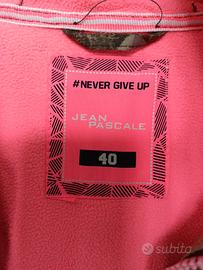 #NEVER GIVE UP
JEAN
PASCALE
40
subito